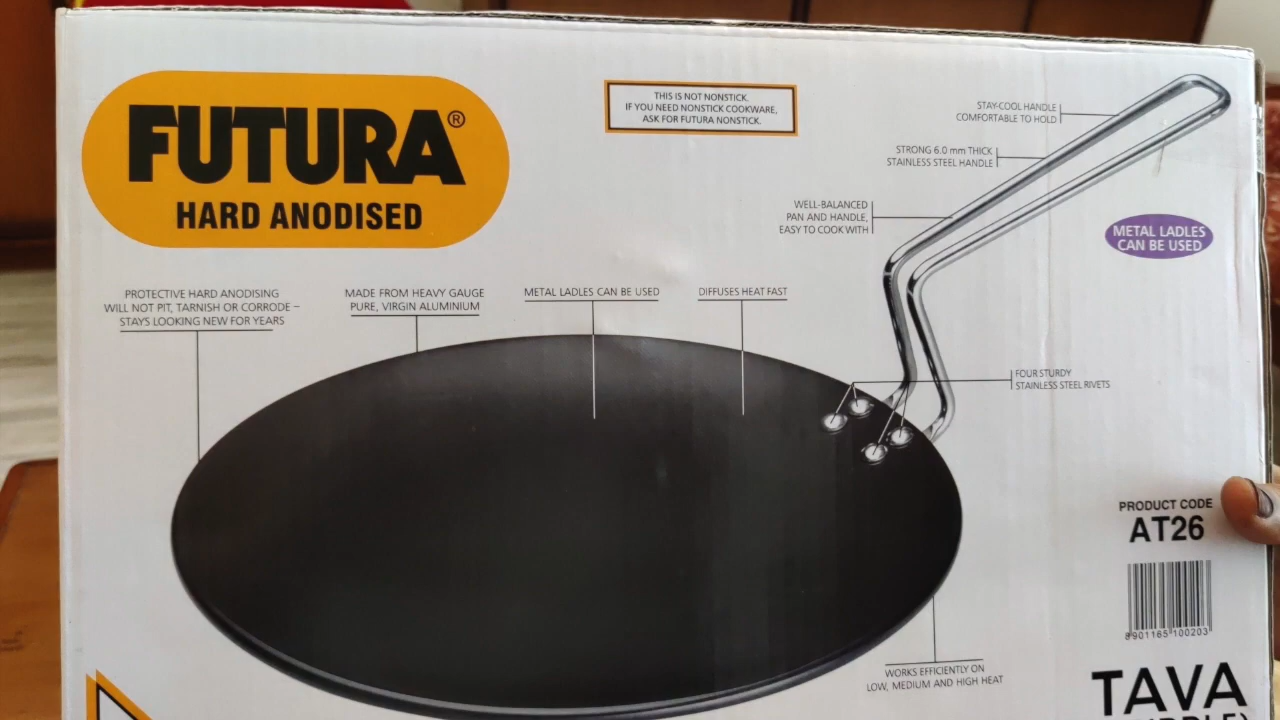 FUTURA®
HARD ANODISED
THIS IS NOT NONSTICK.
IF YOU NEED NONSTICK COOKWARE,
ASK FOR FUTURA NONSTICK.
STAY-COOL HANDLE
COMFORTABLE TO HOLD
STRONG 6.0 mm THICK
STAINLESS STEEL HANDLE
WELL-BALANCED
PAN AND HANDLE,
EASY TO COOK WITH
METAL LADLES
CAN BE USED
PROTECTIVE HARD ANODISING
WILL NOT PIT, TARNISH OR CORRODE –
STAYS LOOKING NEW FOR YEARS
MADE FROM HEAVY GAUGE
PURE, VIRGIN ALUMINIUM
METAL LADLES CAN BE USED
DIFFUSES HEAT FAST
FOUR STURDY
STAINLESS STEEL RIVETS
PRODUCT CODE
AT26
8901165100203
WORKS EFFICIENTLY ON
LOW, MEDIUM AND HIGH HEAT
TAVA